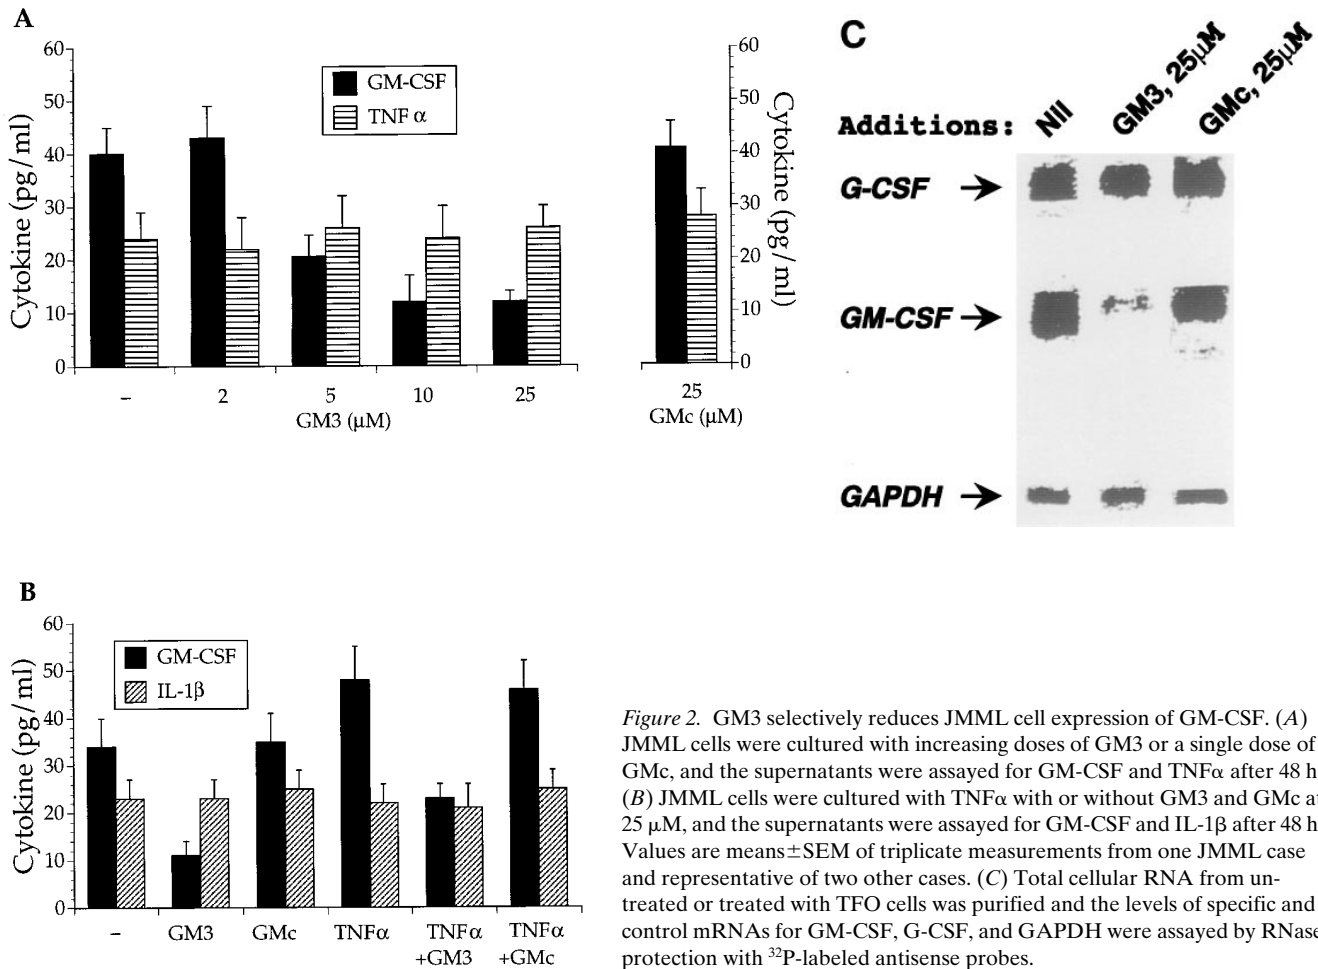 A
60
50
40
30
20
10
0
Cytokine (pg/ml)
GM-CSF
TNF α
–
2
5
10
25
GM3 (µM)
60
50
40
30
20
10
0
Cytokine (pg/ml)
25
GMc (µM)
C
Additions:
Nil
GM3, 25µM
GMc, 25µM
G-CSF
GM-CSF
GAPDH
B
60
50
40
30
20
10
0
Cytokine (pg/ml)
GM-CSF
IL-1β
–
GM3
GMc
TNFα
TNFα
+GM3
TNFα
+GMc
Figure 2. GM3 selectively reduces JMML cell expression of GM-CSF. (A)
JMML cells were cultured with increasing doses of GM3 or a single dose of
GMc, and the supernatants were assayed for GM-CSF and TNFα after 48 h
(B) JMML cells were cultured with TNFα with or without GM3 and GMc a
25 µM, and the supernatants were assayed for GM-CSF and IL-1β after 48 h
Values are means±SEM of triplicate measurements from one JMML case
and representative of two other cases. (C) Total cellular RNA from un-
treated or treated with TFO cells was purified and the levels of specific and
control mRNAs for GM-CSF, G-CSF, and GAPDH were assayed by RNase
protection with ³²P-labeled antisense probes.